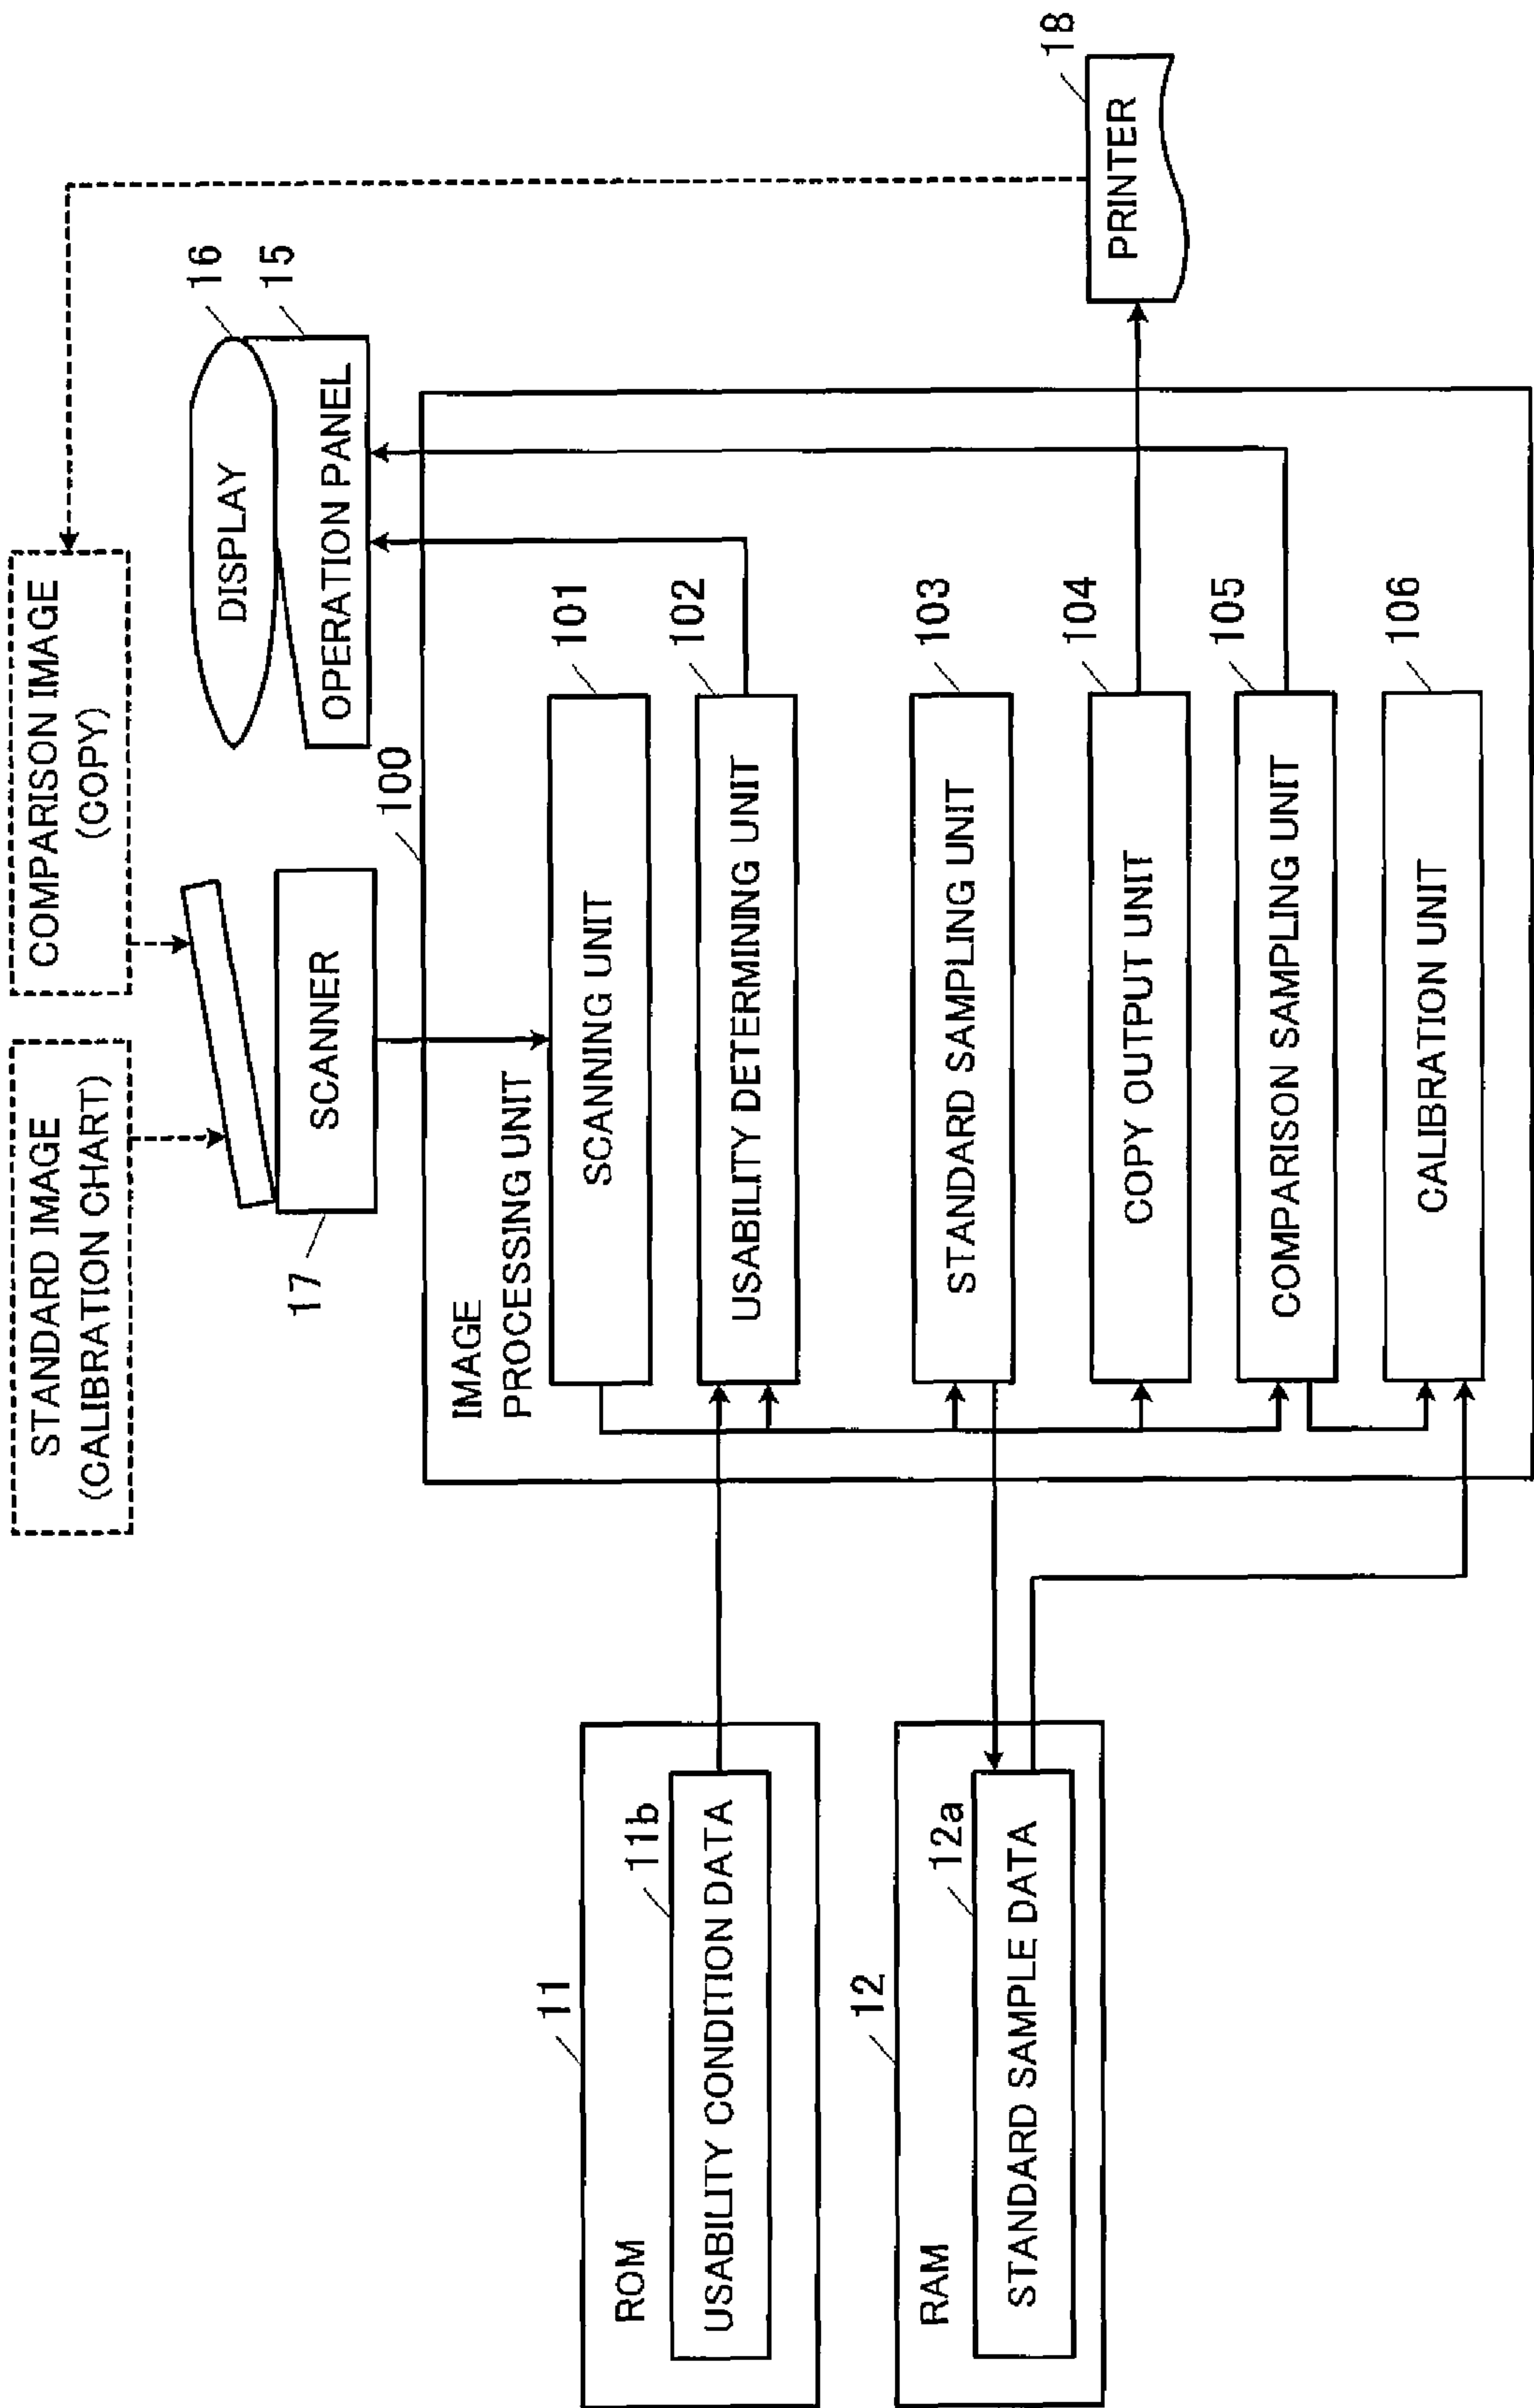 STANDARD IMAGE
(CALIBRATION CHART)
COMPARISON IMAGE
(COPY)
17
SCANNER
DISPLAY
16
OPERATION PANEL
15
100
IMAGE
PROCESSING UNIT
SCANNING UNIT
101
USABILITY DETERMINING UNIT
102
STANDARD SAMPLING UNIT
103
COPY OUTPUT UNIT
104
COMPARISON SAMPLING UNIT
105
CALIBRATION UNIT
106
PRINTER
18
11
ROM
11b
USABILITY CONDITION DATA
12
RAM
12a
STANDARD SAMPLE DATA